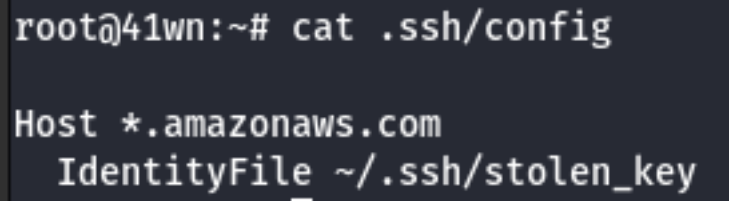 root@41wn:~# cat .ssh/config
Host *.amazonaws.com
IdentityFile ~/.ssh/stolen_key